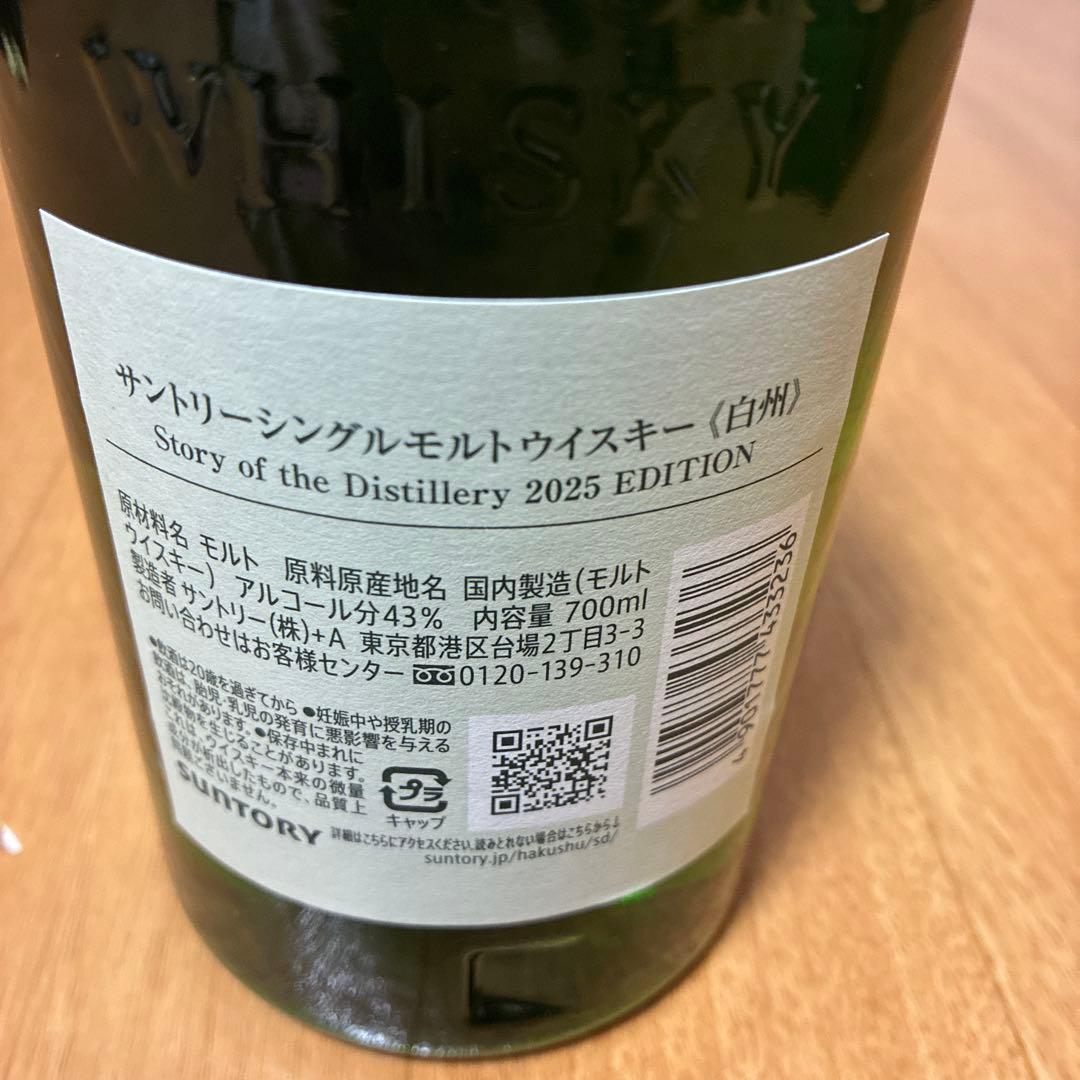 WHISKY
サントリーシングルモルトウイスキー《白州》
Story of the Distillery 2025 EDITION
原材料名 モルト 原料原産地名 国内製造(モルト
ウイスキー) アルコール分43% 内容量 700ml
製造者 サントリー(株)+A 東京都港区台場2丁目3-3
お問い合わせはお客様センター 0120-139-310
●飲酒は20歳を過ぎてから ●妊娠中や授乳期の
飲酒は、胎児・乳児の発育に悪影響を与える
おそれがあります。●保存中まれに
沈殿物を生じることがあります。
これは、ウイスキー本来の微量
成分が析出したもので、品質上
問題ございません。
プラ
キャップ
SUNTORY
詳細はこちらにアクセスください。読みとれない場合はこちらから↓
suntory.jp/hakushu/sd/
4 901777 433236